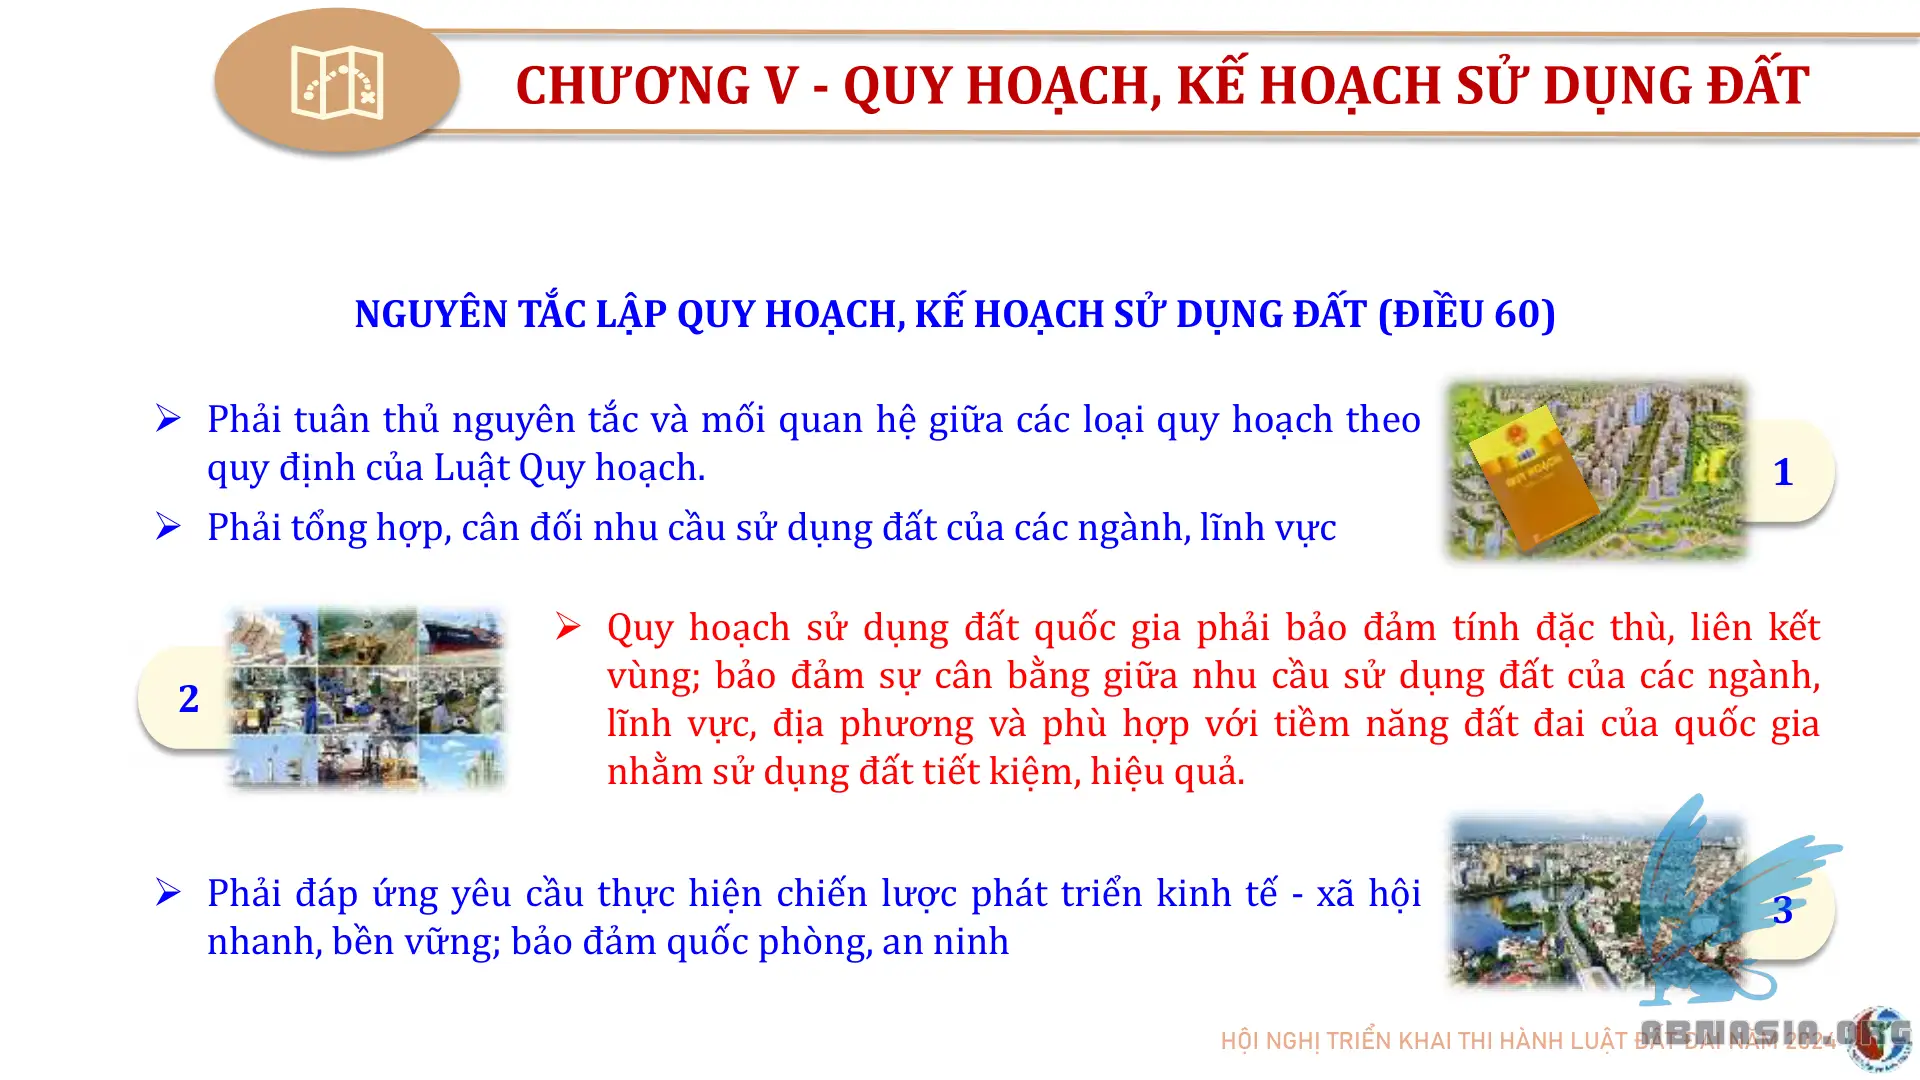 CHƯƠNG V - QUY HOẠCH, KẾ HOẠCH SỬ DỤNG ĐẤT
NGUYÊN TẮC LẬP QUY HOẠCH, KẾ HOẠCH SỬ DỤNG ĐẤT (ĐIỀU 60)
➢ Phải tuân thủ nguyên tắc và mối quan hệ giữa các loại quy hoạch theo
quy định của Luật Quy hoạch.
➢ Phải tổng hợp, cân đối nhu cầu sử dụng đất của các ngành, lĩnh vực
QUY HOẠCH
1
2
➢ Quy hoạch sử dụng đất quốc gia phải bảo đảm tính đặc thù, liên kết
vùng; bảo đảm sự cân bằng giữa nhu cầu sử dụng đất của các ngành,
lĩnh vực, địa phương và phù hợp với tiềm năng đất đai của quốc gia
nhằm sử dụng đất tiết kiệm, hiệu quả.
➢ Phải đáp ứng yêu cầu thực hiện chiến lược phát triển kinh tế - xã hội
nhanh, bền vững; bảo đảm quốc phòng, an ninh
3
HỘI NGHỊ TRIỂN KHAI THI HÀNH LUẬT ĐẤT ĐAI NĂM 2024
ABMASIA.ORG